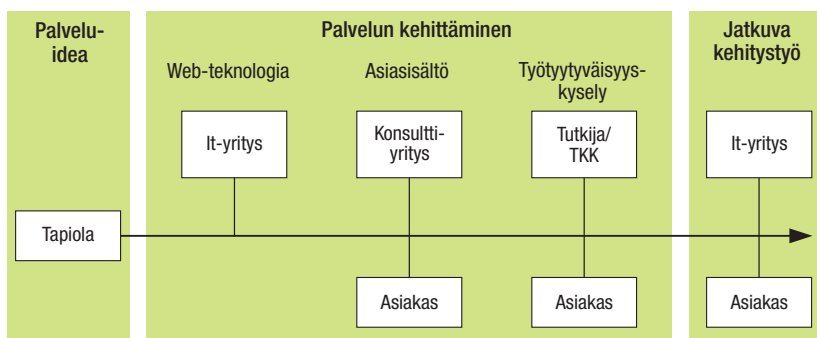 Palvelu-
idea
Palvelun kehittäminen
Jatkuva
kehitystyö
Web-teknologia
Asiasisältö
Työtyytyväisyys-
kysely
It-yritys
Konsultti-
yritys
Tutkija/
TKK
It-yritys
Tapiola
Asiakas
Asiakas
Asiakas